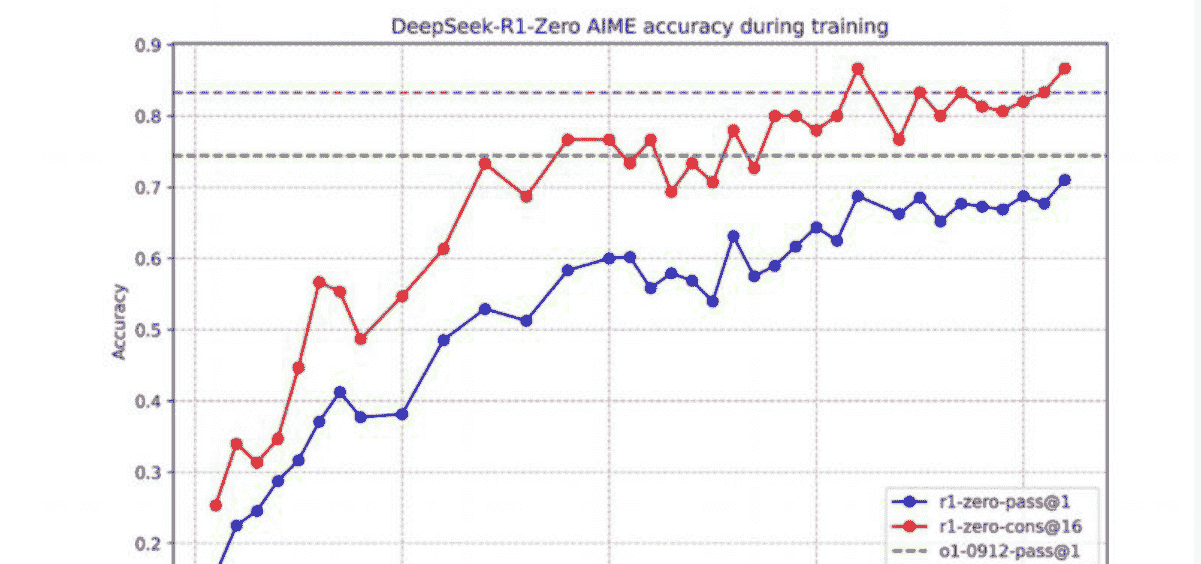 DeepSeek-R1-Zero AIME accuracy during training
0.9
0.8
0.7
0.6
0.5
0.4
0.3
0.2
Accuracy
r1-zero-pass@1
r1-zero-cons@16
o1-0912-pass@1